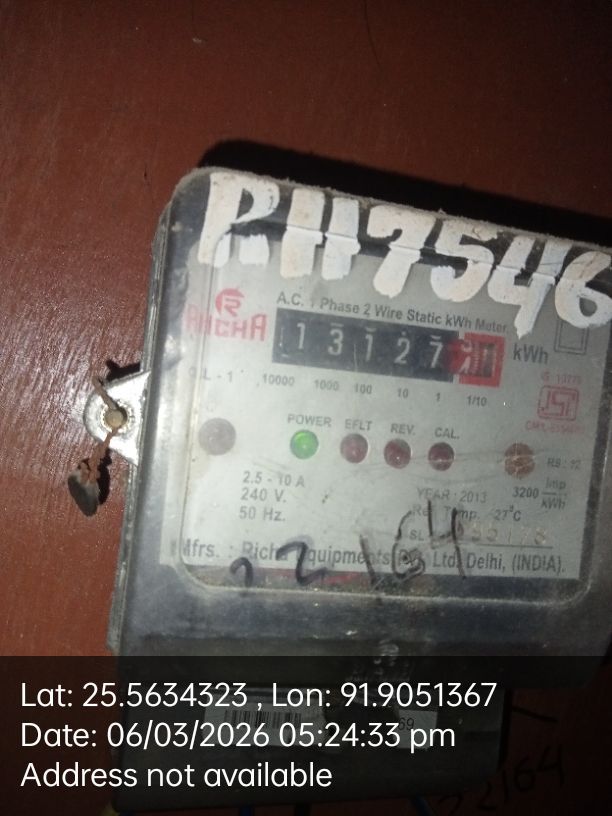 RH7546
A.C. 1 Phase 2 Wire Static kWh Meter.
RICHA
1 3 1 2 7 kWh
10000 1000 100 10 1 1/10
POWER EFLT REV. CAL.
2.5 - 10 A
240 V.
50 Hz.
YEAR : 2013
3200 Imp/kWh
Ref. Temp. 27°C
Mfrs. : Richa Equipments (P) Ltd. Delhi, (INDIA).
22164
Lat: 25.5634323 , Lon: 91.9051367
Date: 06/03/2026 05:24:33 pm
Address not available